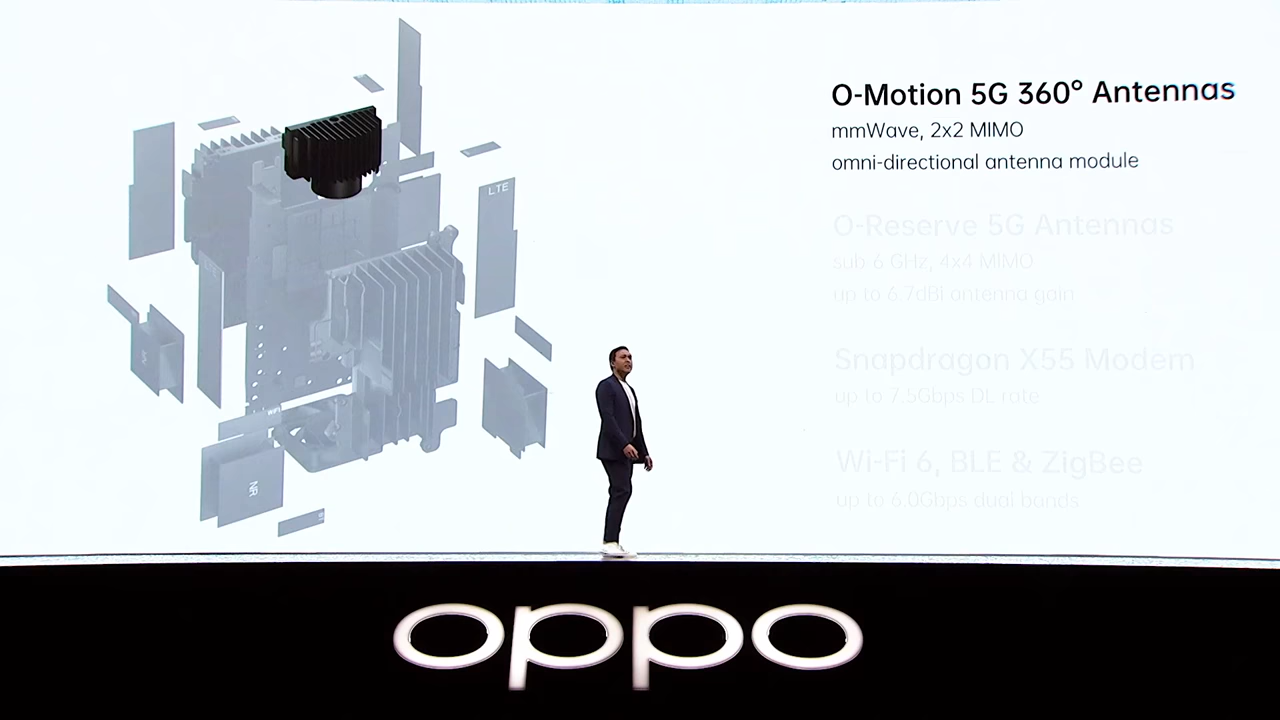 O-Motion 5G 360° Antennas
mmWave, 2x2 MIMO
omni-directional antenna module
O-Reserve 5G Antennas
sub 6 GHz, 4x4 MIMO
up to 6.7dBi antenna gain
Snapdragon X55 Modem
up to 7.5Gbps DL rate
Wi-Fi 6, BLE & ZigBee
up to 6.0Gbps dual bands
LTE
NR
oppo